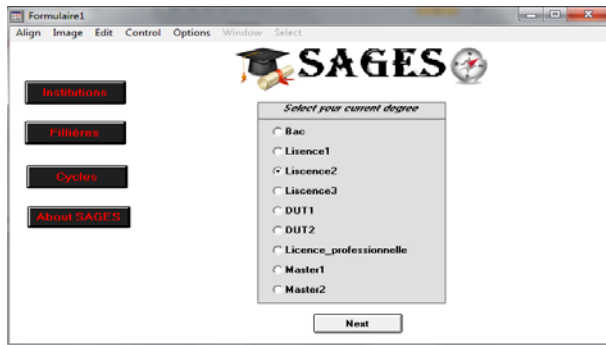 Formulaire1
Align Image Edit Control Options Window Select
SAGES
Institutions
Fillières
Cycles
About SAGES
Select your current degree
Bac
Lisence1
Liscence2
Liscence3
DUT1
DUT2
Licence_professionnelle
Master1
Master2
Next